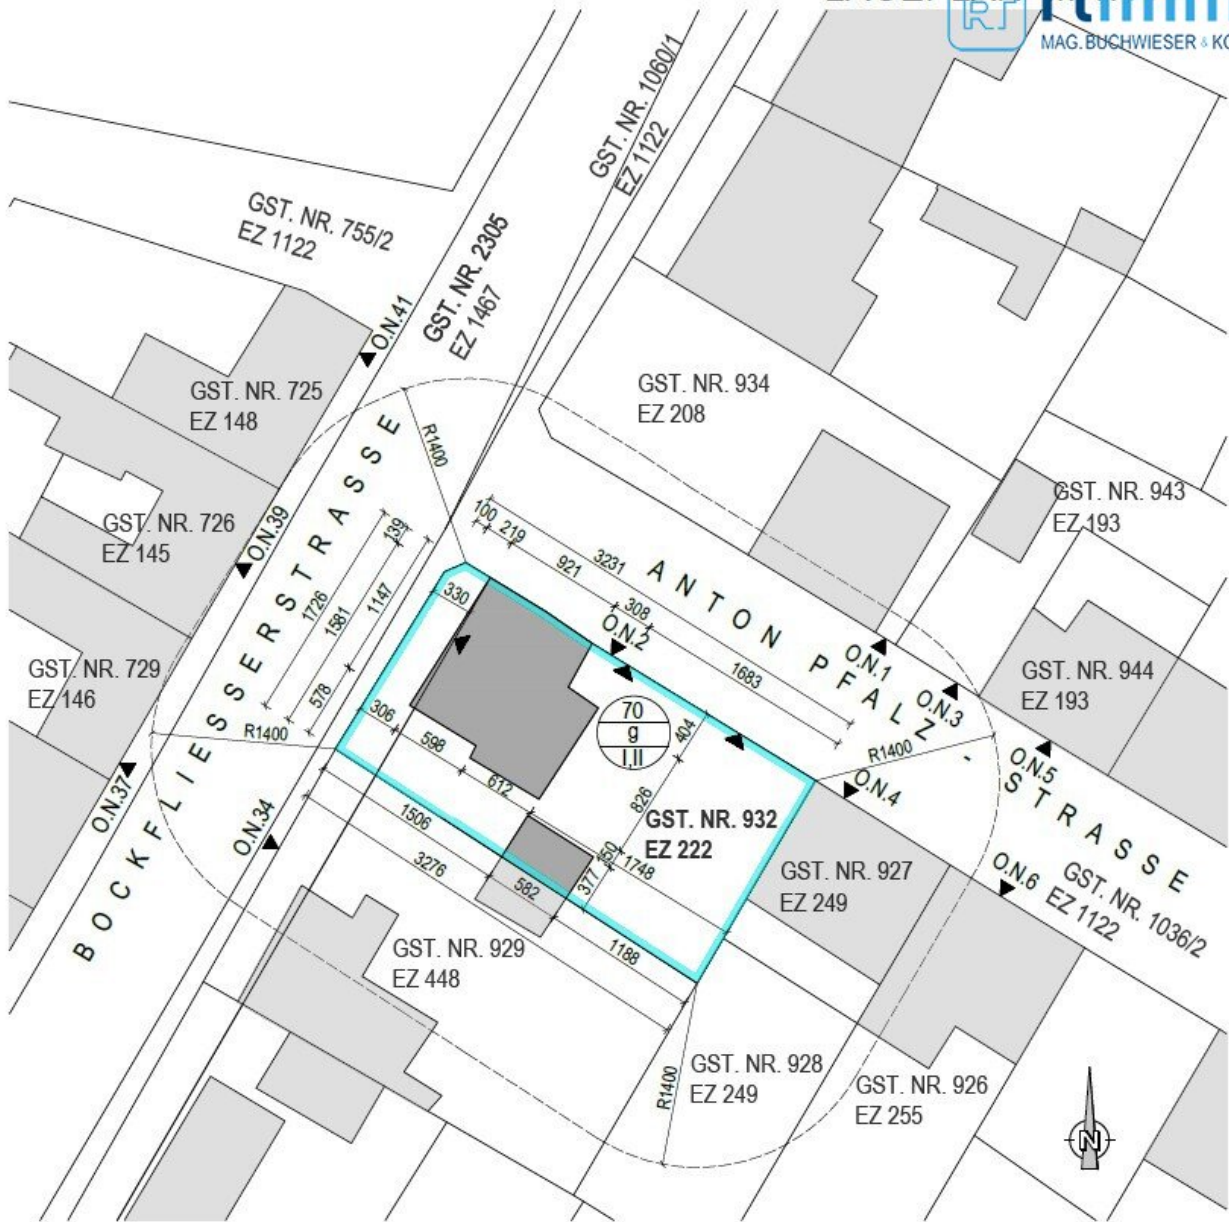 RT
MAG.BUCHWIESER & KO
GST. NR. 1060/1
EZ 1122
GST. NR. 755/2
EZ 1122
GST. NR. 2305
EZ 1467
O.N.41
GST. NR. 725
EZ 148
GST. NR. 934
EZ 208
R1400
GST. NR. 943
EZ 193
GST. NR. 726
EZ 145
O.N.39
BOCKFLIESSERSTRASSE
ANTON PFALZ - STRASSE
100
219
3231
921
308
1683
139
1726
1581
1147
578
330
O.N.2
O.N.1
O.N.3
GST. NR. 944
EZ 193
GST. NR. 729
EZ 146
R1400
306
598
612
70
g
I,II
404
826
R1400
O.N.5
O.N.37
O.N.34
O.N.4
GST. NR. 932
EZ 222
1506
3276
582
377
550
1748
1188
GST. NR. 927
EZ 249
O.N.6
GST. NR. 1036/2
EZ 1122
GST. NR. 929
EZ 448
R1400
GST. NR. 928
EZ 249
GST. NR. 926
EZ 255
N